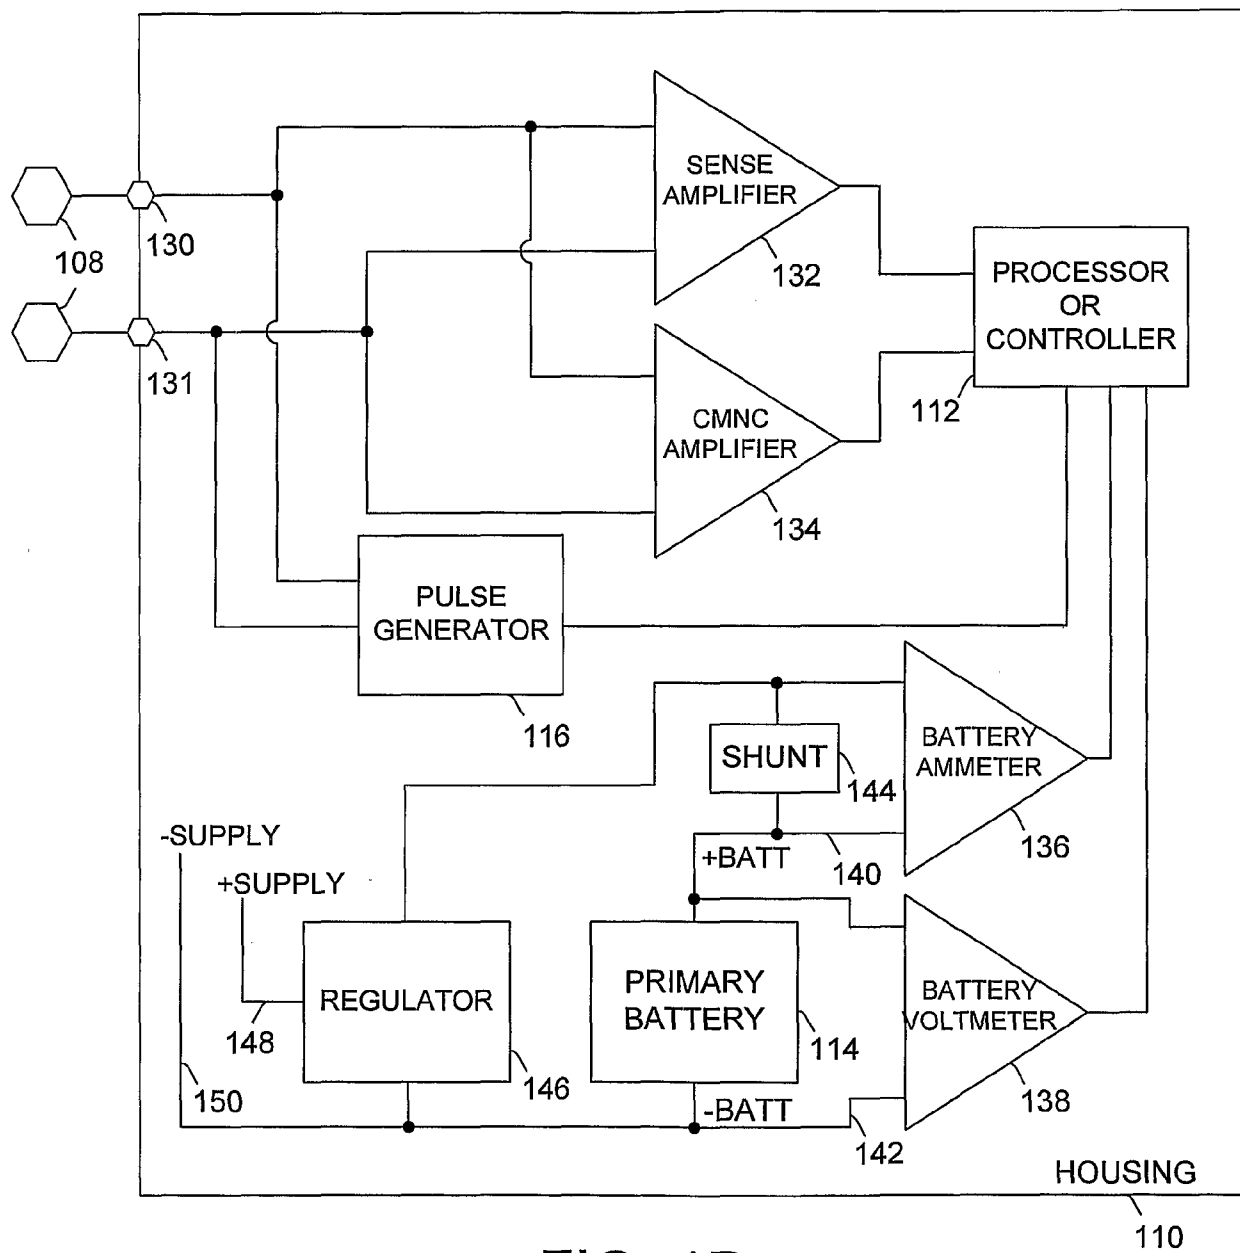 SENSE
AMPLIFIER
132
130
108
131
PROCESSOR
OR
CONTROLLER
112
CMNC
AMPLIFIER
134
PULSE
GENERATOR
116
BATTERY
AMMETER
136
SHUNT
144
+BATT
140
-SUPPLY
+SUPPLY
REGULATOR
148
150
146
PRIMARY
BATTERY
114
-BATT
BATTERY
VOLTMETER
138
142
HOUSING
110